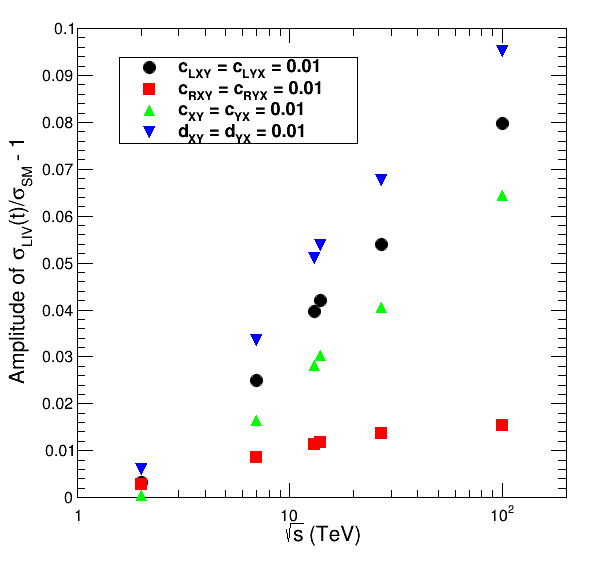 0.1
0.09
0.08
0.07
0.06
0.05
0.04
0.03
0.02
0.01
0
Amplitude of σ_LIV(t)/σ_SM - 1
c_LXY = c_LYX = 0.01
c_RXY = c_RYX = 0.01
c_XY = c_YX = 0.01
d_XY = d_YX = 0.01
1
10
10²
√s (TeV)